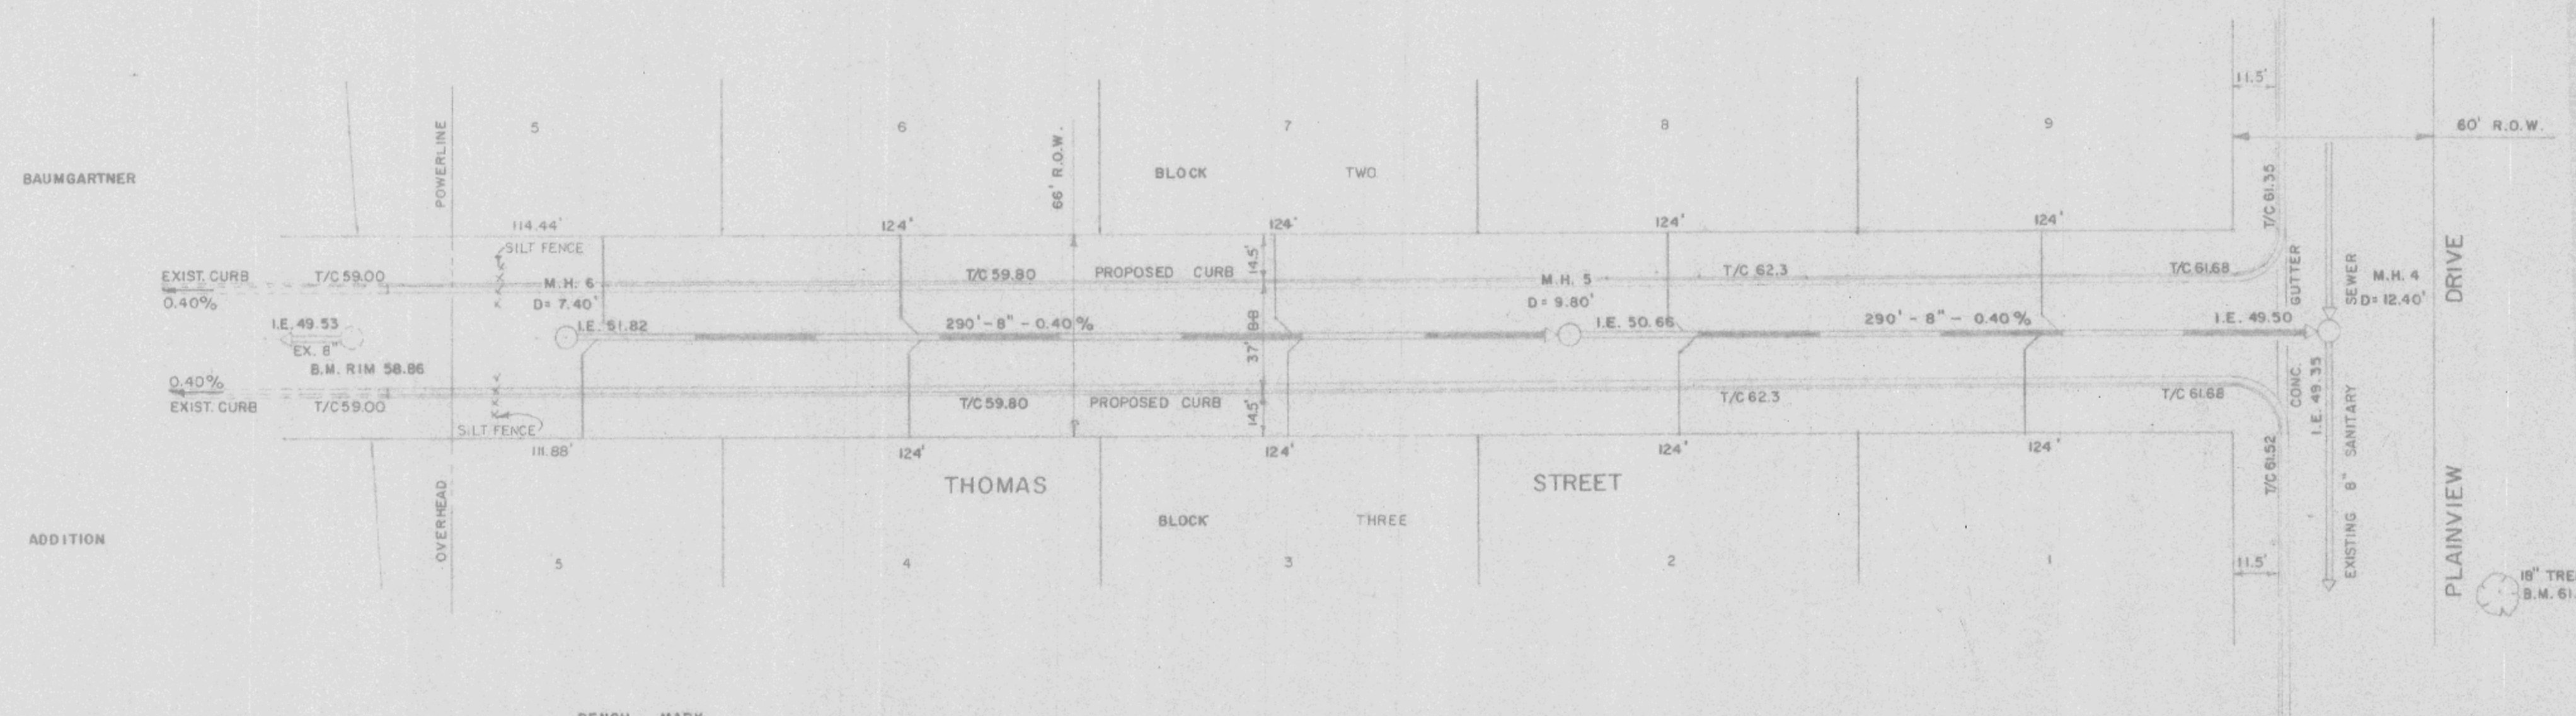 11.5'
5
6
7
8
9
60' R.O.W.
POWERLINE
66' R.O.W.
BAUMGARTNER
BLOCK TWO
T/C 61.35
114.44'
124'
124'
124'
124'
SILT FENCE
14.5'
EXIST. CURB
T/C 59.00
T/C 59.80
PROPOSED CURB
T/C 62.3
T/C 61.68
GUTTER
SEWER
M.H. 4
D= 12.40'
DRIVE
0.40%
M.H. 6
D= 7.40'
M.H. 5
D= 9.80'
I.E. 49.53
I.E. 51.82
290'-8" - 0.40 %
B-B
I.E. 50.66
290' - 8" - 0.40 %
I.E. 49.50
EX. 8"
37'
B.M. RIM 58.86
0.40%
CONC.
I.E. 49.35
EXIST. CURB
T/C 59.00
T/C 59.80
PROPOSED CURB
14.5'
T/C 62.3
T/C 61.68
SILT FENCE
111.88'
124'
124'
124'
124'
T/C 61.52
EXISTING 8" SANITARY
THOMAS STREET
OVERHEAD
BLOCK THREE
PLAINVIEW
ADDITION
5
4
3
2
1
11.5'
18"
B.M. 61.